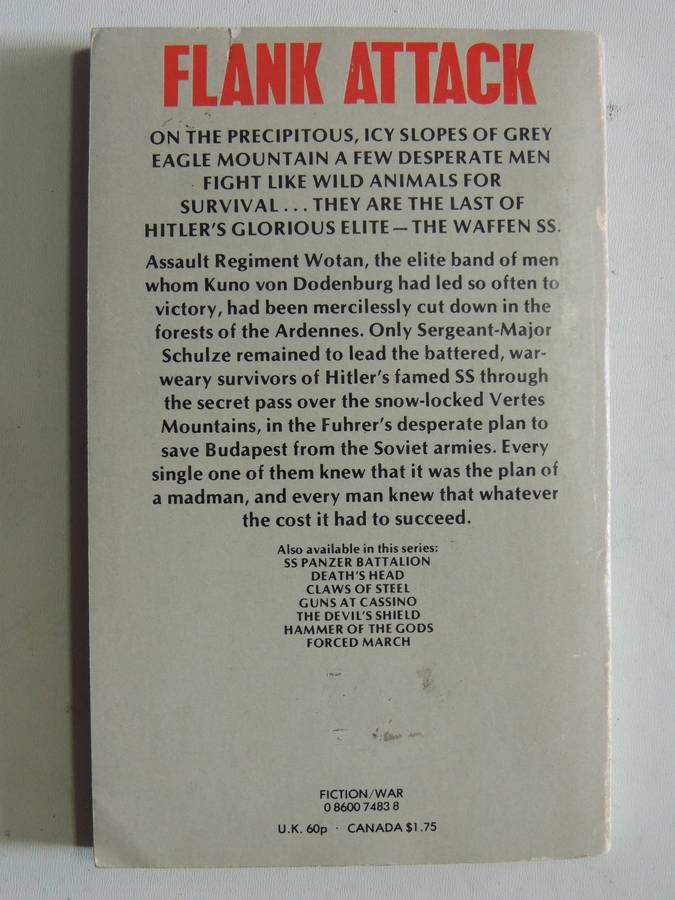 FLANK ATTACK
ON THE PRECIPITOUS, ICY SLOPES OF GREY
EAGLE MOUNTAIN A FEW DESPERATE MEN
FIGHT LIKE WILD ANIMALS FOR
SURVIVAL . . . THEY ARE THE LAST OF
HITLER'S GLORIOUS ELITE — THE WAFFEN SS.
Assault Regiment Wotan, the elite band of men
whom Kuno von Dodenburg had led so often to
victory, had been mercilessly cut down in the
forests of the Ardennes. Only Sergeant-Major
Schulze remained to lead the battered, war-
weary survivors of Hitler's famed SS through
the secret pass over the snow-locked Vertes
Mountains, in the Fuhrer's desperate plan to
save Budapest from the Soviet armies. Every
single one of them knew that it was the plan of
a madman, and every man knew that whatever
the cost it had to succeed.
Also available in this series:
SS PANZER BATTALION
DEATH'S HEAD
CLAWS OF STEEL
GUNS AT CASSINO
THE DEVIL'S SHIELD
HAMMER OF THE GODS
FORCED MARCH
FICTION/WAR
0 8600 7483 8
U.K. 60p · CANADA $1.75